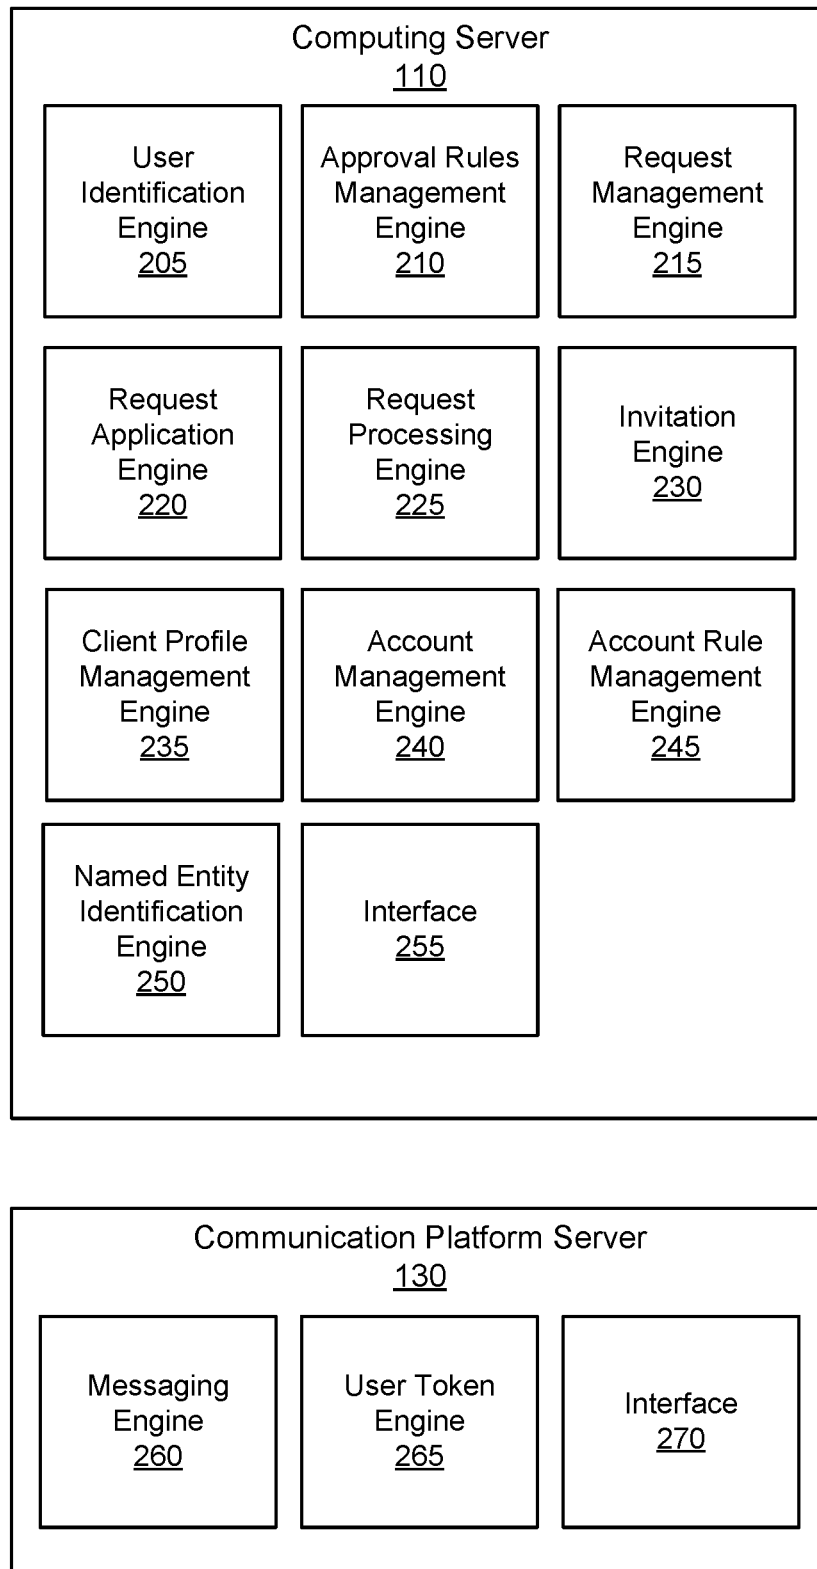 Computing Server
110
User
Identification
Engine
205
Approval Rules
Management
Engine
210
Request
Management
Engine
215
Request
Application
Engine
220
Request
Processing
Engine
225
Invitation
Engine
230
Client Profile
Management
Engine
235
Account
Management
Engine
240
Account Rule
Management
Engine
245
Named Entity
Identification
Engine
250
Interface
255
Communication Platform Server
130
Messaging
Engine
260
User Token
Engine
265
Interface
270